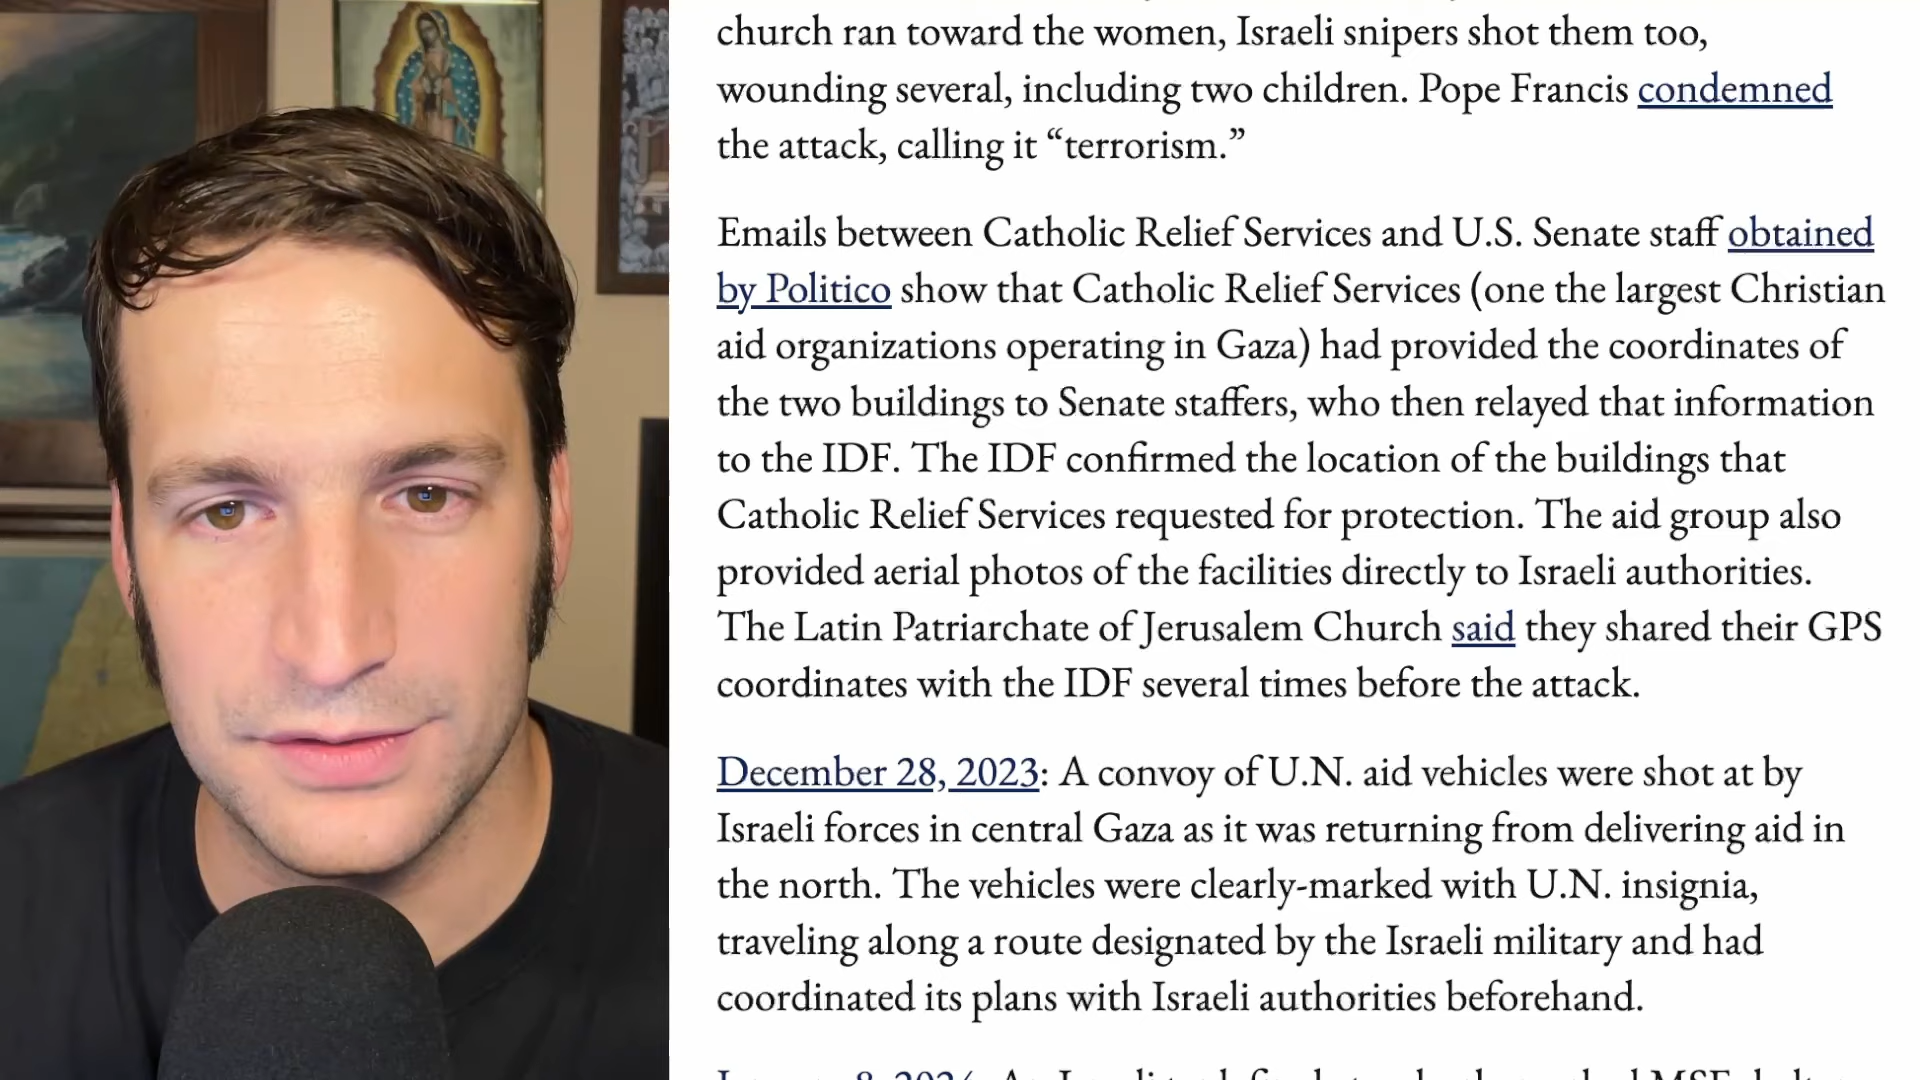 church ran toward the women, Israeli snipers shot them too,
wounding several, including two children. Pope Francis condemned
the attack, calling it “terrorism.”
Emails between Catholic Relief Services and U.S. Senate staff obtained
by Politico show that Catholic Relief Services (one the largest Christian
aid organizations operating in Gaza) had provided the coordinates of
the two buildings to Senate staffers, who then relayed that information
to the IDF. The IDF confirmed the location of the buildings that
Catholic Relief Services requested for protection. The aid group also
provided aerial photos of the facilities directly to Israeli authorities.
The Latin Patriarchate of Jerusalem Church said they shared their GPS
coordinates with the IDF several times before the attack.
December 28, 2023: A convoy of U.N. aid vehicles were shot at by
Israeli forces in central Gaza as it was returning from delivering aid in
the north. The vehicles were clearly-marked with U.N. insignia,
traveling along a route designated by the Israeli military and had
coordinated its plans with Israeli authorities beforehand.